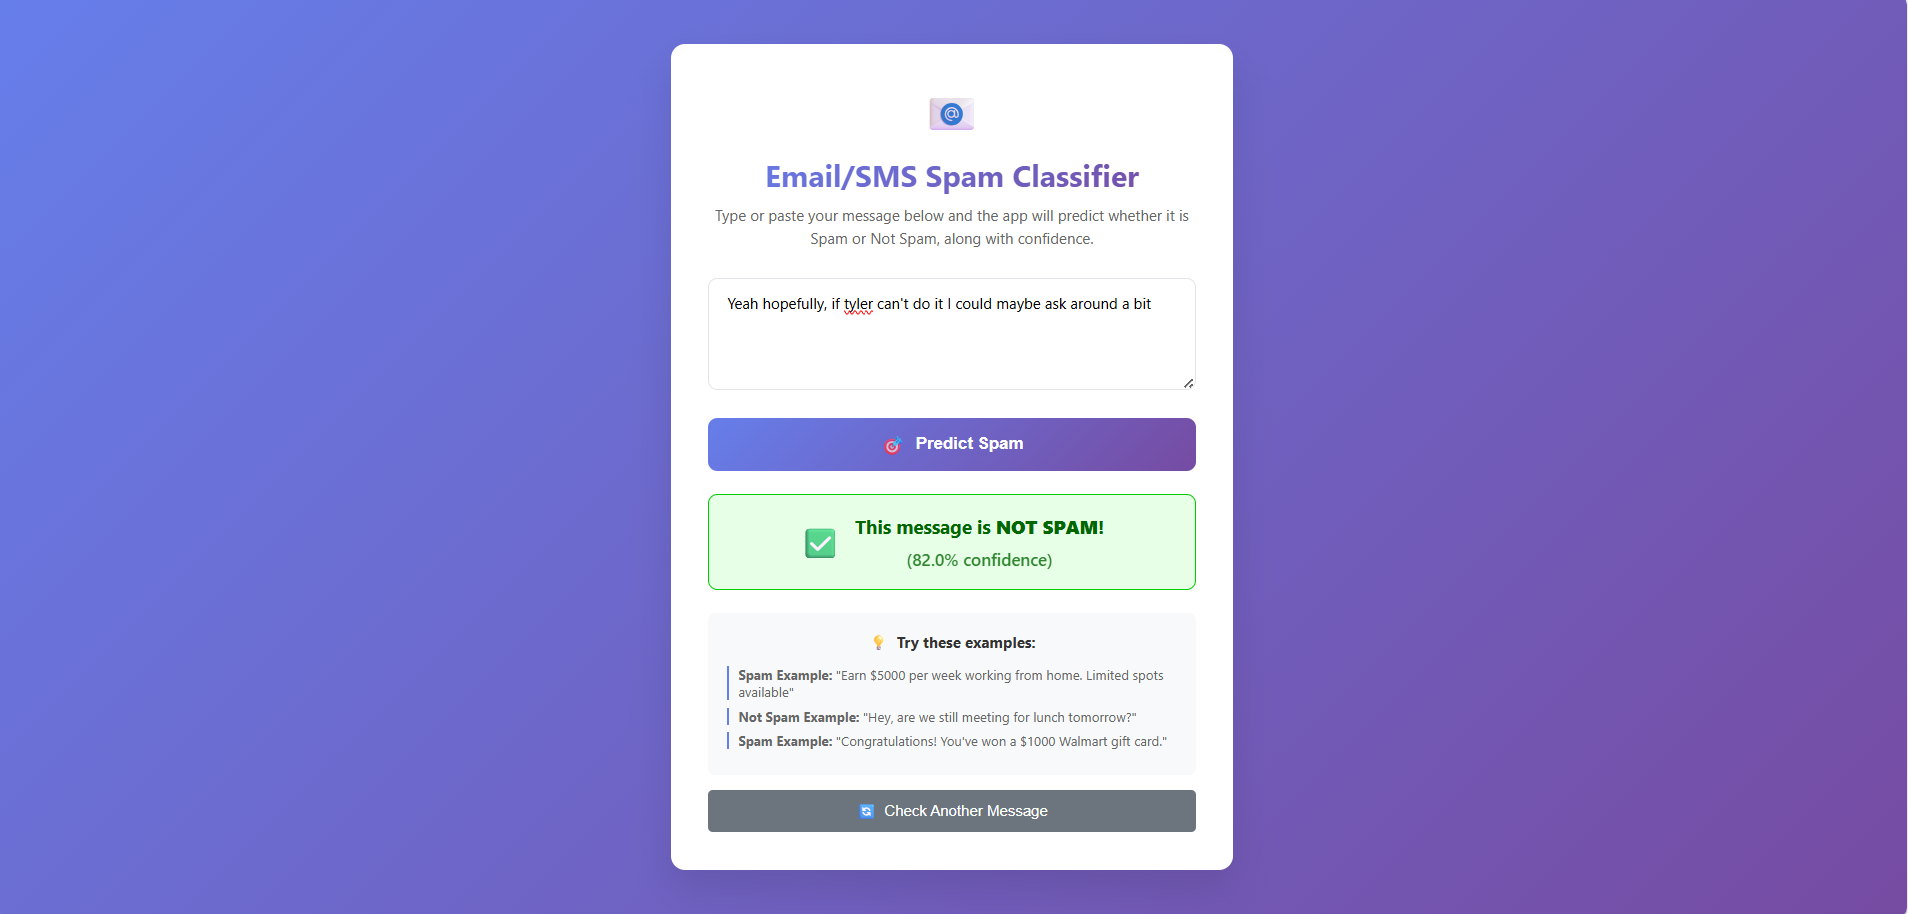 @
Email/SMS Spam Classifier
Type or paste your message below and the app will predict whether it is
Spam or Not Spam, along with confidence.
Yeah hopefully, if tyler can't do it I could maybe ask around a bit
Predict Spam
This message is NOT SPAM!
(82.0% confidence)
Try these examples:
Spam Example: "Earn $5000 per week working from home. Limited spots
available"
Not Spam Example: "Hey, are we still meeting for lunch tomorrow?"
Spam Example: "Congratulations! You've won a $1000 Walmart gift card."
Check Another Message